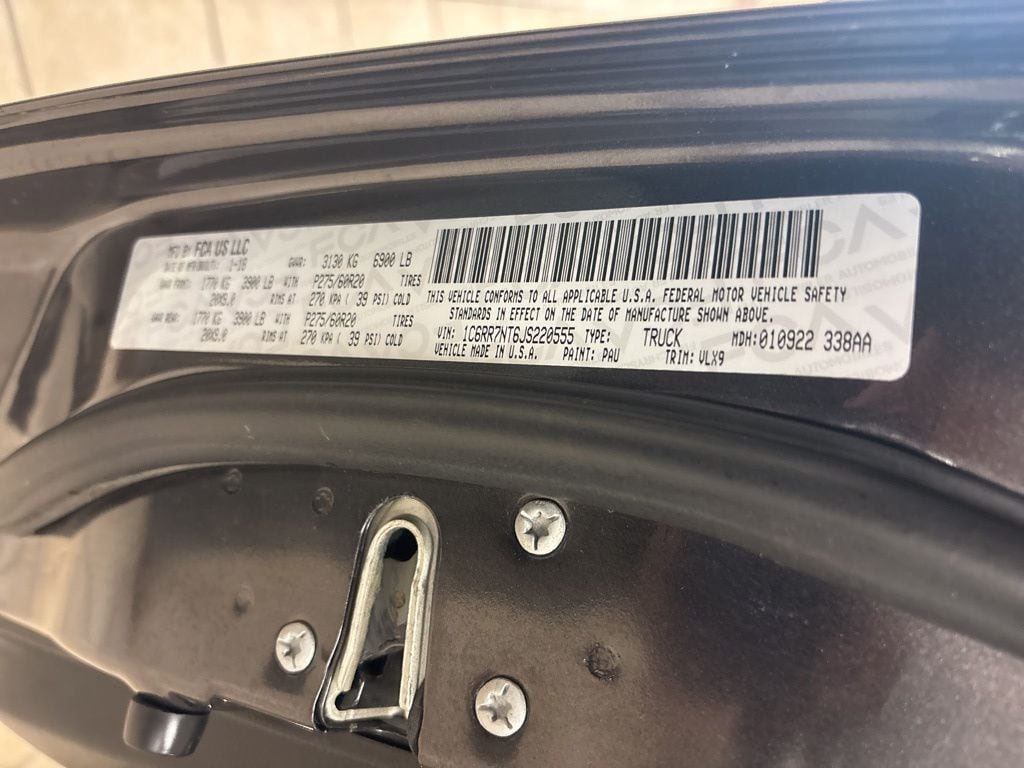 MFD BY FCA US LLC
DATE OF MFR(MONTH): 1-18 GVWR: 3130 KG 6900 LB
GAWR FRONT: 1770 KG 3900 LB WITH P275/60R20 TIRES
20X9.0 RIMS AT 270 KPA ( 39 PSI) COLD
GAWR REAR: 1770 KG 3900 LB WITH P275/60R20 TIRES
20X9.0 RIMS AT 270 KPA ( 39 PSI) COLD
THIS VEHICLE CONFORMS TO ALL APPLICABLE U.S.A. FEDERAL MOTOR VEHICLE SAFETY
STANDARDS IN EFFECT ON THE DATE OF MANUFACTURE SHOWN ABOVE.
VIN: 1C6RR7NT6JS220555 TYPE: TRUCK MDH:010922 338AA
VEHICLE MADE IN U.S.A. PAINT: PAU TRIM: VLX9